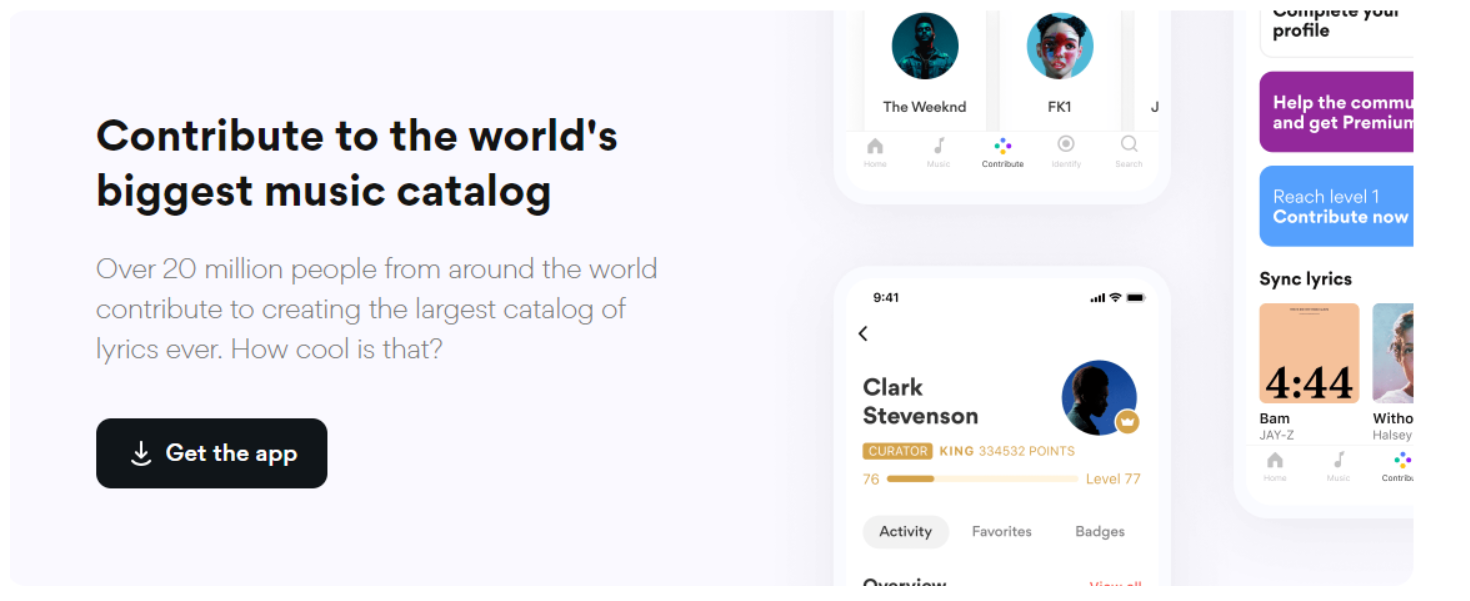 Contribute to the world's
biggest music catalog
Over 20 million people from around the world
contribute to creating the largest catalog of
lyrics ever. How cool is that?
Get the app
The Weeknd
FK1
J
Home
Music
Contribute
Identify
Search
9:41
Clark
Stevenson
CURATOR KING 334532 POINTS
76
Level 77
Activity
Favorites
Badges
Overview
View all
Complete your
profile
Help the commu
and get Premium
Reach level 1
Contribute now
Sync lyrics
4:44
Bam
JAY-Z
Witho
Halsey
Home
Music
Contribu